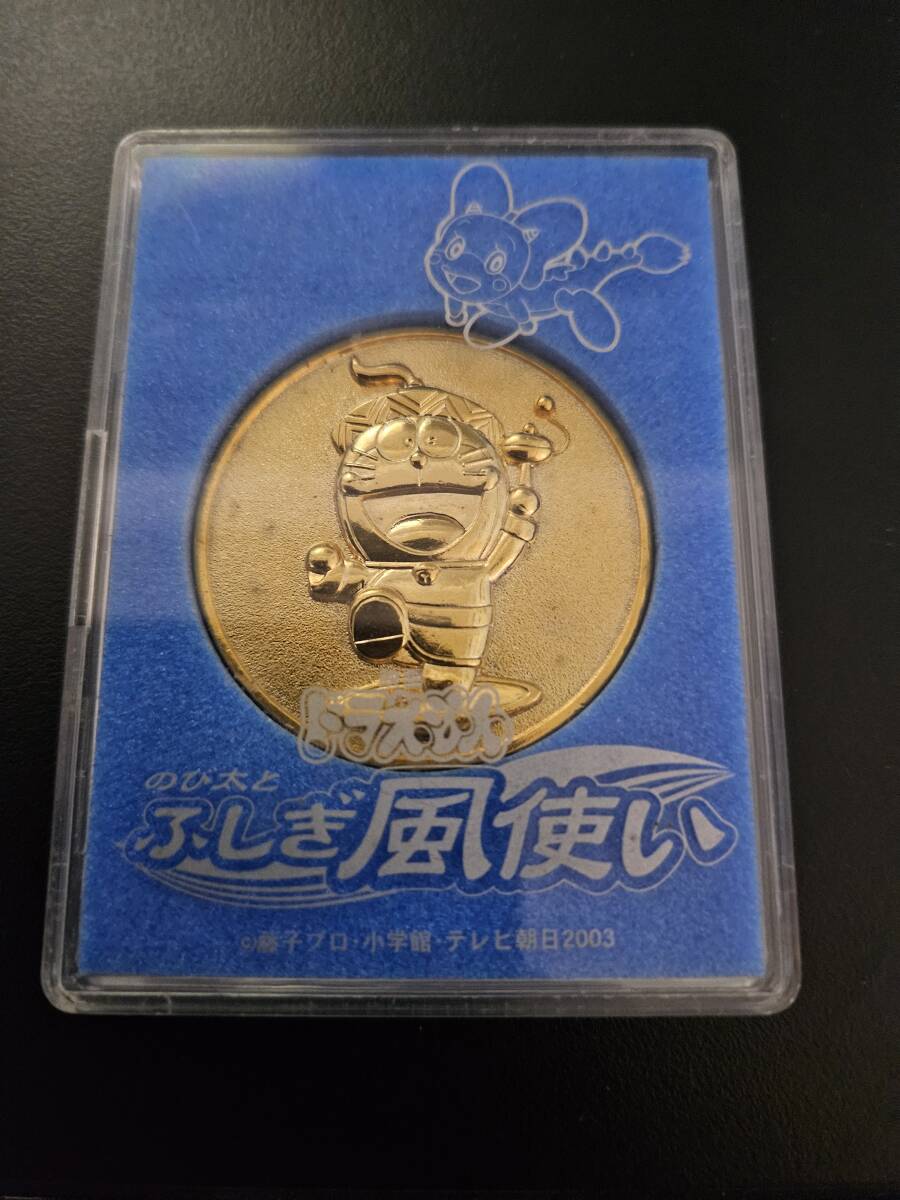 ドラえもん
のび太と
ふしぎ風使い
©藤子プロ・小学館・テレビ朝日2003